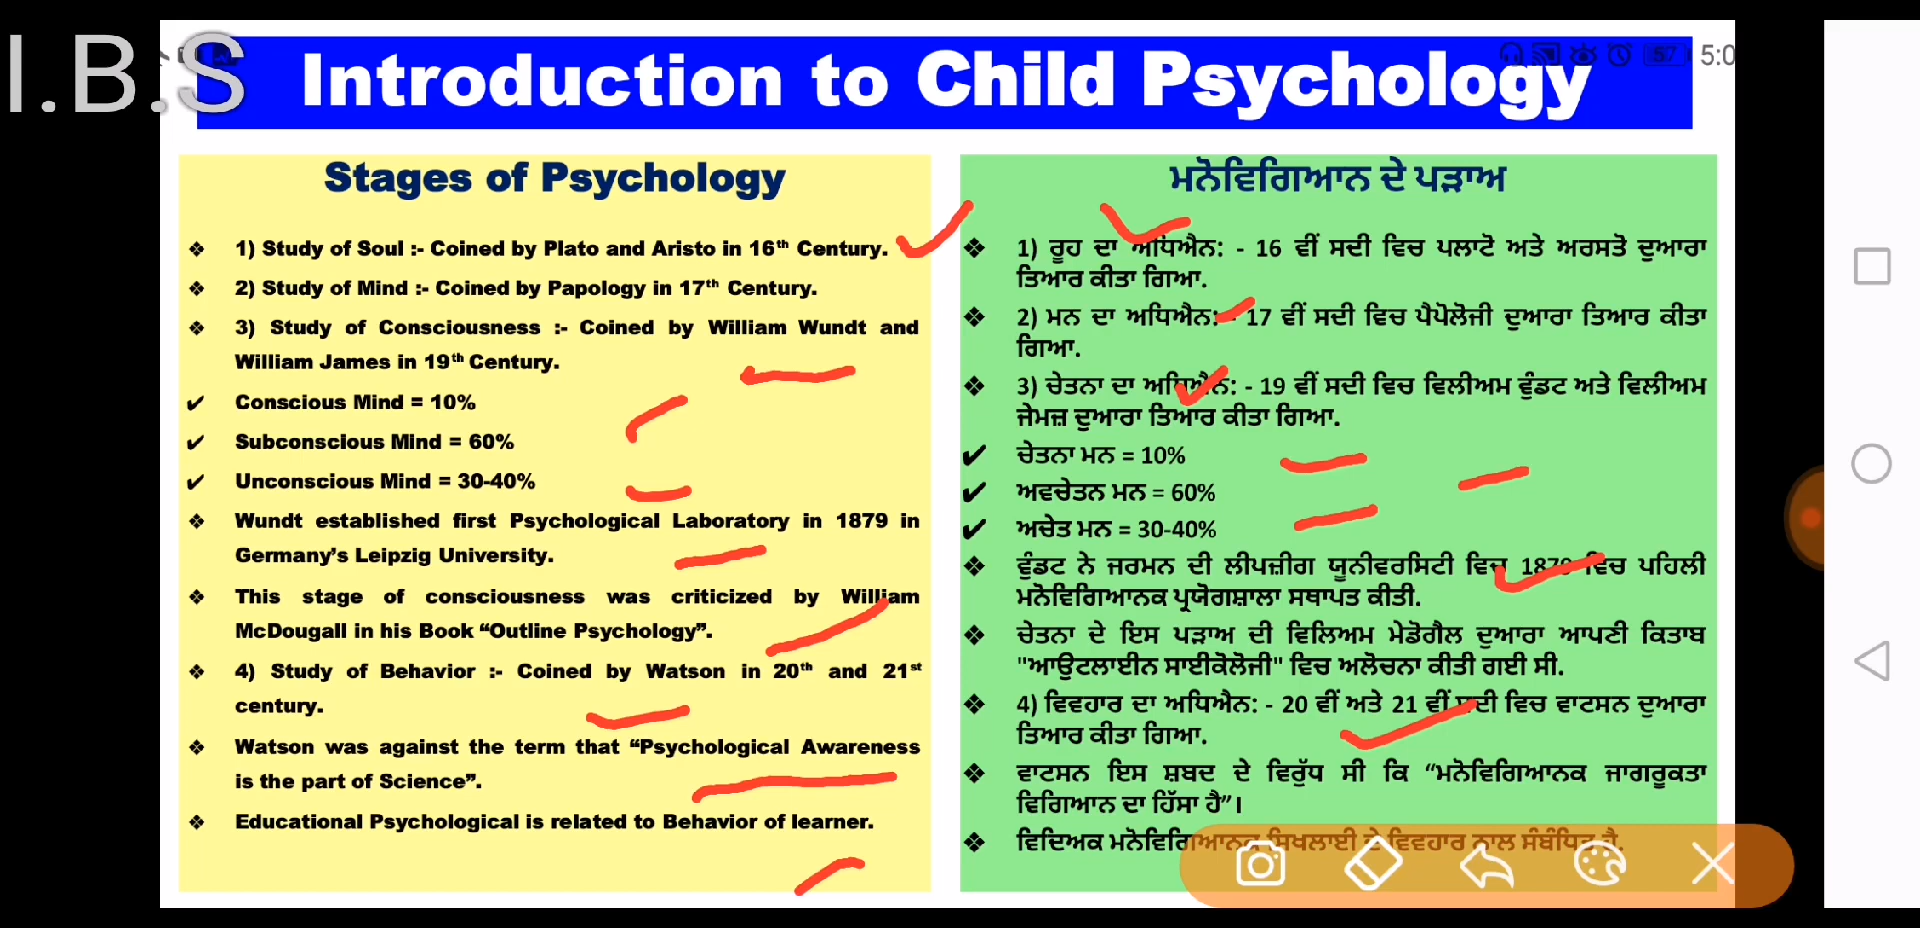 I.B.S
5:0
57
Introduction to Child Psychology
Stages of Psychology
❖ 1) Study of Soul :- Coined by Plato and Aristo in 16th Century.
❖ 2) Study of Mind :- Coined by Papology in 17th Century.
❖ 3) Study of Consciousness :- Coined by William Wundt and
William James in 19th Century.
✓ Conscious Mind = 10%
✓ Subconscious Mind = 60%
✓ Unconscious Mind = 30-40%
❖ Wundt established first Psychological Laboratory in 1879 in
Germany’s Leipzig University.
❖ This stage of consciousness was criticized by William
McDougall in his Book “Outline Psychology”.
❖ 4) Study of Behavior :- Coined by Watson in 20th and 21st
century.
❖ Watson was against the term that “Psychological Awareness
is the part of Science”.
❖ Educational Psychological is related to Behavior of learner.
ਮਨੋਵਿਗਿਆਨ ਦੇ ਪੜਾਅ
❖ 1) ਰੂਹ ਦਾ ਅਧਿਐਨ: - 16 ਵੀਂ ਸਦੀ ਵਿਚ ਪਲਾਟੋ ਅਤੇ ਅਰਸਤੋ ਦੁਆਰਾ
ਤਿਆਰ ਕੀਤਾ ਗਿਆ.
❖ 2) ਮਨ ਦਾ ਅਧਿਐਨ: - 17 ਵੀਂ ਸਦੀ ਵਿਚ ਪੈਪੋਲੋਜੀ ਦੁਆਰਾ ਤਿਆਰ ਕੀਤਾ
ਗਿਆ.
❖ 3) ਚੇਤਨਾ ਦਾ ਅਧਿਐਨ: - 19 ਵੀਂ ਸਦੀ ਵਿਚ ਵਿਲੀਅਮ ਵੁੰਡਟ ਅਤੇ ਵਿਲੀਅਮ
ਜੇਮਜ਼ ਦੁਆਰਾ ਤਿਆਰ ਕੀਤਾ ਗਿਆ.
✓ ਚੇਤਨਾ ਮਨ = 10%
✓ ਅਵਚੇਤਨ ਮਨ = 60%
✓ ਅਚੇਤ ਮਨ = 30-40%
❖ ਵੁੰਡਟ ਨੇ ਜਰਮਨ ਦੀ ਲੀਪਜ਼ੀਗ ਯੂਨੀਵਰਸਿਟੀ ਵਿਚ 1879 ਵਿਚ ਪਹਿਲੀ
ਮਨੋਵਿਗਿਆਨਕ ਪ੍ਰਯੋਗਸ਼ਾਲਾ ਸਥਾਪਤ ਕੀਤੀ.
❖ ਚੇਤਨਾ ਦੇ ਇਸ ਪੜਾਅ ਦੀ ਵਿਲਿਅਮ ਮੇਡੋਗੈਲ ਦੁਆਰਾ ਆਪਣੀ ਕਿਤਾਬ
"ਆਉਟਲਾਈਨ ਸਾਈਕੋਲੋਜੀ" ਵਿਚ ਅਲੋਚਨਾ ਕੀਤੀ ਗਈ ਸੀ.
❖ 4) ਵਿਵਹਾਰ ਦਾ ਅਧਿਐਨ: - 20 ਵੀਂ ਅਤੇ 21 ਵੀਂ ਸਦੀ ਵਿਚ ਵਾਟਸਨ ਦੁਆਰਾ
ਤਿਆਰ ਕੀਤਾ ਗਿਆ.
❖ ਵਾਟਸਨ ਇਸ ਸ਼ਬਦ ਦੇ ਵਿਰੁੱਧ ਸੀ ਕਿ “ਮਨੋਵਿਗਿਆਨਕ ਜਾਗਰੂਕਤਾ
ਵਿਗਿਆਨ ਦਾ ਹਿੱਸਾ ਹੈ”।
❖ ਵਿਦਿਅਕ ਮਨੋਵਿਗਿਆਨਕ ਸਿਖਲਾਈ ਦੇ ਵਿਵਹਾਰ ਨਾਲ ਸੰਬੰਧਿਤ ਹੈ.